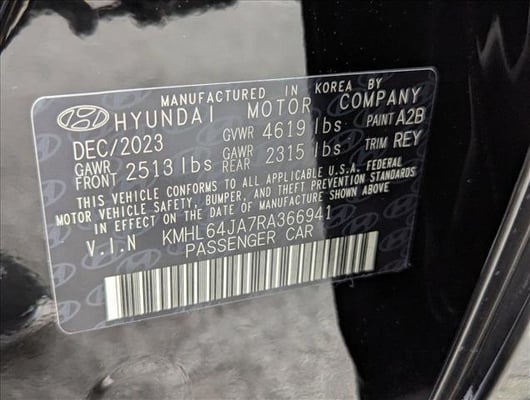 MANUFACTURED IN KOREA BY
HYUNDAI MOTOR COMPANY
DEC/2023 GVWR 4619 lbs PAINT A2B
GAWR FRONT 2513 lbs GAWR REAR 2315 lbs TRIM REY
THIS VEHICLE CONFORMS TO ALL APPLICABLE U.S.A. FEDERAL
MOTOR VEHICLE SAFETY, BUMPER, AND THEFT PREVENTION STANDARDS
IN EFFECT ON THE DATE OF MANUFACTURE SHOWN ABOVE
V.I.N KMHL64JA7RA366941
PASSENGER CAR